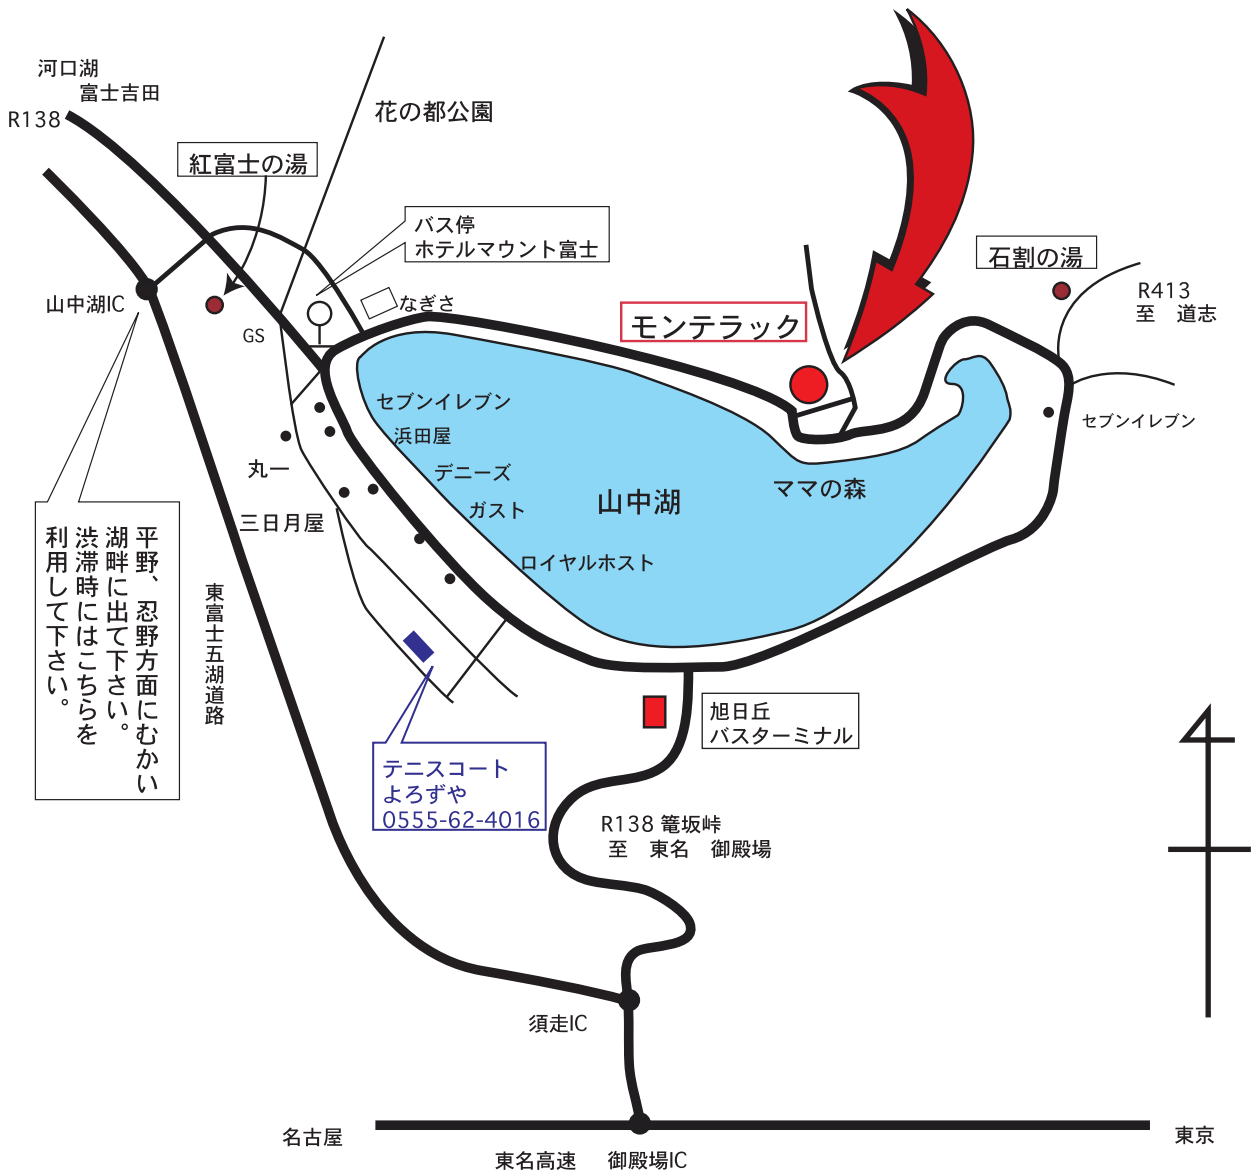 河口湖
富士吉田
R138
花の都公園
紅富士の湯
バス停
ホテルマウント富士
石割の湯
山中湖IC
なぎさ
R413
至　道志
GS
モンテラック
セブンイレブン
セブンイレブン
浜田屋
丸一
デニーズ
ママの森
山中湖
ガスト
三日月屋
ロイヤルホスト
平野、忍野方面にむかい
湖畔に出て下さい。
渋滞時にはこちらを
利用して下さい。
東富士五湖道路
旭日丘
バスターミナル
テニスコート
よろずや
0555-62-4016
R138 篭坂峠
至　東名　御殿場
須走IC
名古屋
東京
東名高速　御殿場IC